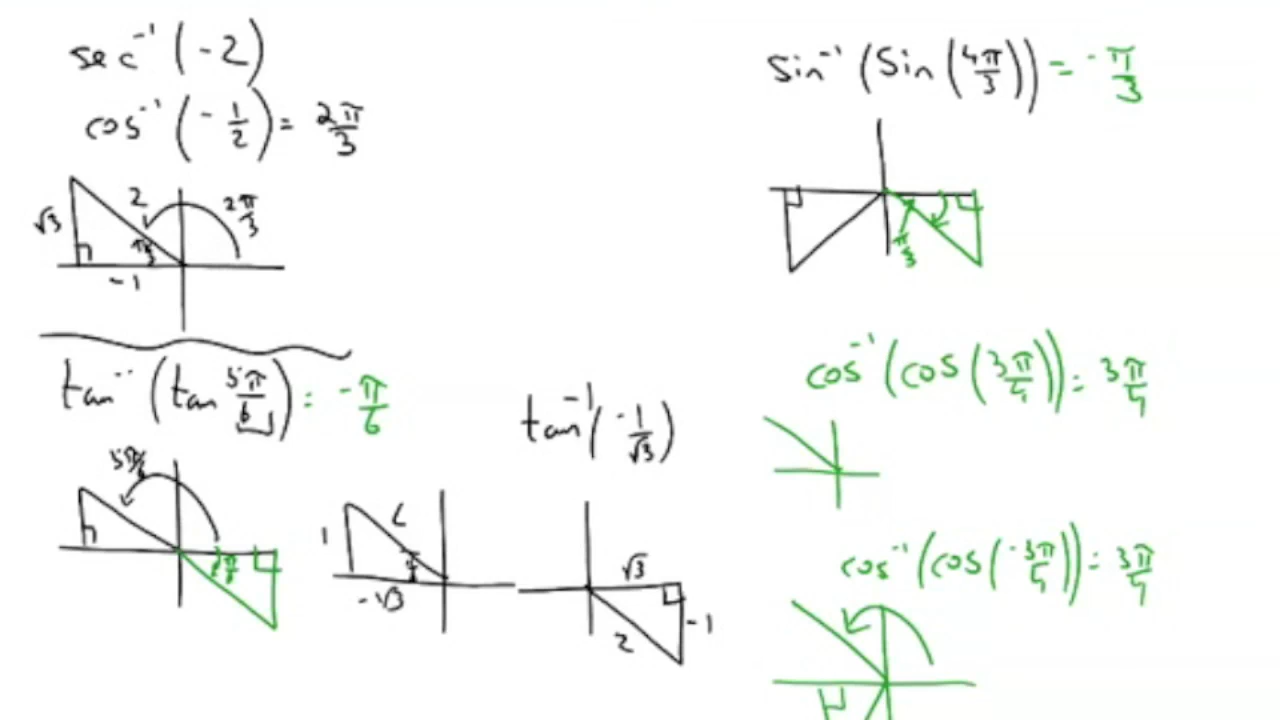 sec⁻¹(-2)
cos⁻¹(-1/2) = 2π/3
2
2π/3
√3
π/3
-1
tan⁻¹(tan 5π/6) = -π/6
5π/6
tan⁻¹(-1/√3)
1
-√3
√3
-1
2
sin⁻¹(sin(4π/3)) = -π/3
π/3
cos⁻¹(cos(3π/4)) = 3π/4
cos⁻¹(cos(-3π/4)) = 3π/4